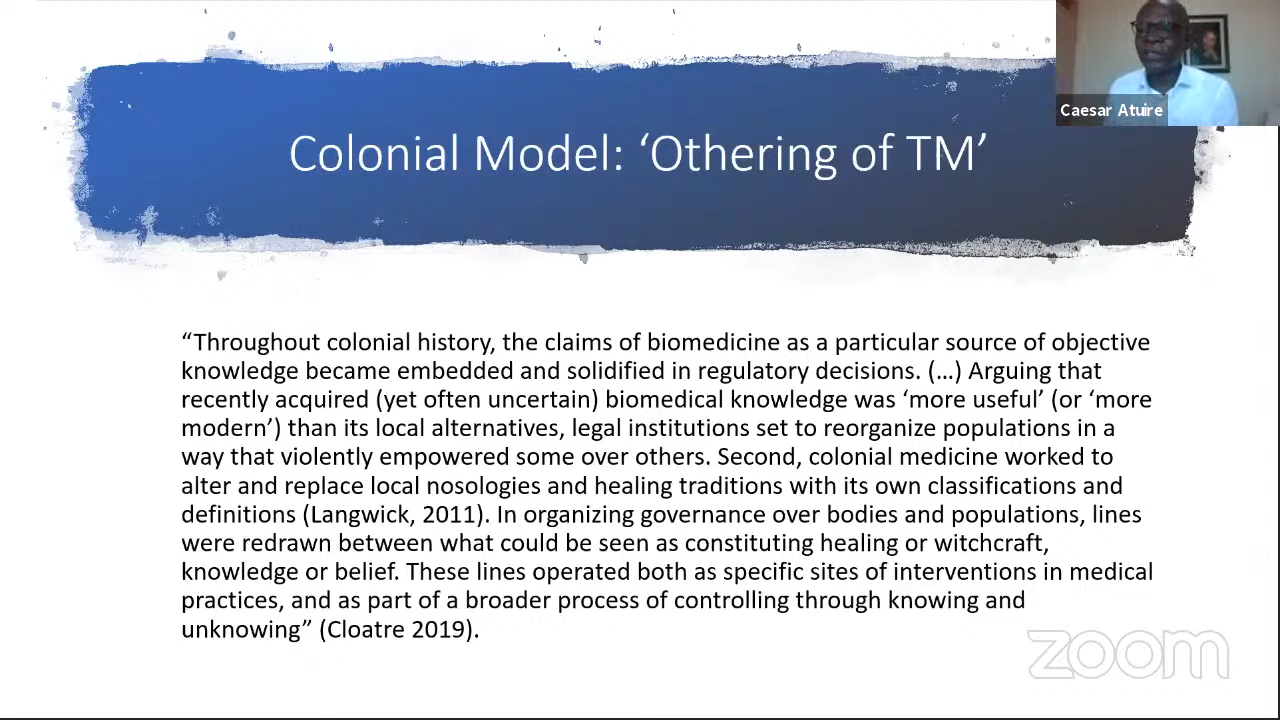 Caesar Atuire
Colonial Model: ‘Othering of TM’
“Throughout colonial history, the claims of biomedicine as a particular source of objective
knowledge became embedded and solidified in regulatory decisions. (…) Arguing that
recently acquired (yet often uncertain) biomedical knowledge was ‘more useful’ (or ‘more
modern’) than its local alternatives, legal institutions set to reorganize populations in a
way that violently empowered some over others. Second, colonial medicine worked to
alter and replace local nosologies and healing traditions with its own classifications and
definitions (Langwick, 2011). In organizing governance over bodies and populations, lines
were redrawn between what could be seen as constituting healing or witchcraft,
knowledge or belief. These lines operated both as specific sites of interventions in medical
practices, and as part of a broader process of controlling through knowing and
unknowing” (Cloatre 2019).
zoom